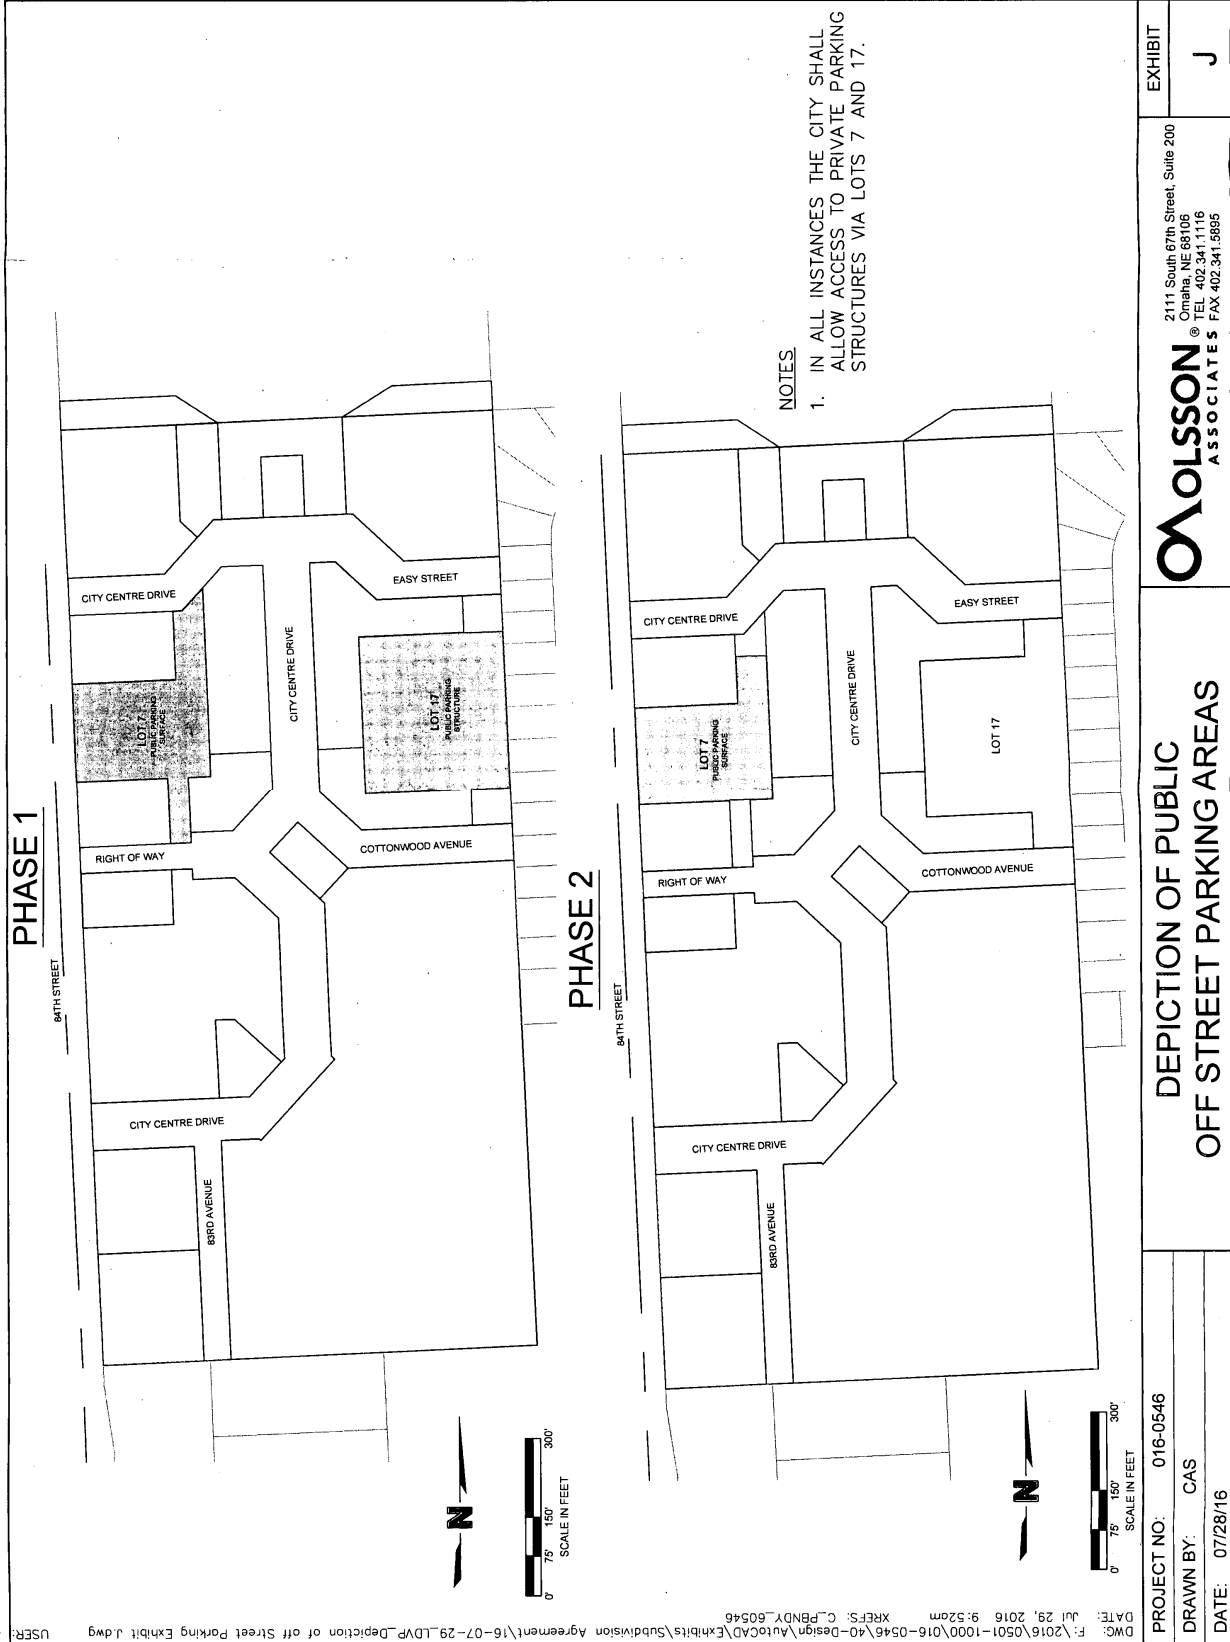 PHASE 1
84TH STREET
CITY CENTRE DRIVE
83RD AVENUE
RIGHT OF WAY
LOT 7
PUBLIC PARKING
SURFACE
CITY CENTRE DRIVE
CITY CENTRE DRIVE
COTTONWOOD AVENUE
LOT 17
PUBLIC PARKING
STRUCTURE
EASY STREET
N
0' 75' 150' 300'
SCALE IN FEET
PHASE 2
84TH STREET
CITY CENTRE DRIVE
83RD AVENUE
RIGHT OF WAY
LOT 7
PUBLIC PARKING
SURFACE
CITY CENTRE DRIVE
CITY CENTRE DRIVE
COTTONWOOD AVENUE
LOT 17
EASY STREET
N
0' 75' 150' 300'
SCALE IN FEET
NOTES
1. IN ALL INSTANCES THE CITY SHALL
ALLOW ACCESS TO PRIVATE PARKING
STRUCTURES VIA LOTS 7 AND 17.
DWG: F:\2016\0501-1000\016-0546\40-Design\AutoCAD\Exhibits\Subdivision Agreement\16-07-29_LDVP_Depiction of off Street Parking Exhibit J.dwg USER:
DATE: Jul 29, 2016 9:52am XREFS: C_PBNDY_60546
PROJECT NO: 016-0546
DRAWN BY: CAS
DATE: 07/28/16
DEPICTION OF PUBLIC
OFF STREET PARKING AREAS
OLSSON ®
ASSOCIATES
2111 South 67th Street, Suite 200
Omaha, NE 68106
TEL 402.341.1116
FAX 402.341.5895
EXHIBIT
J